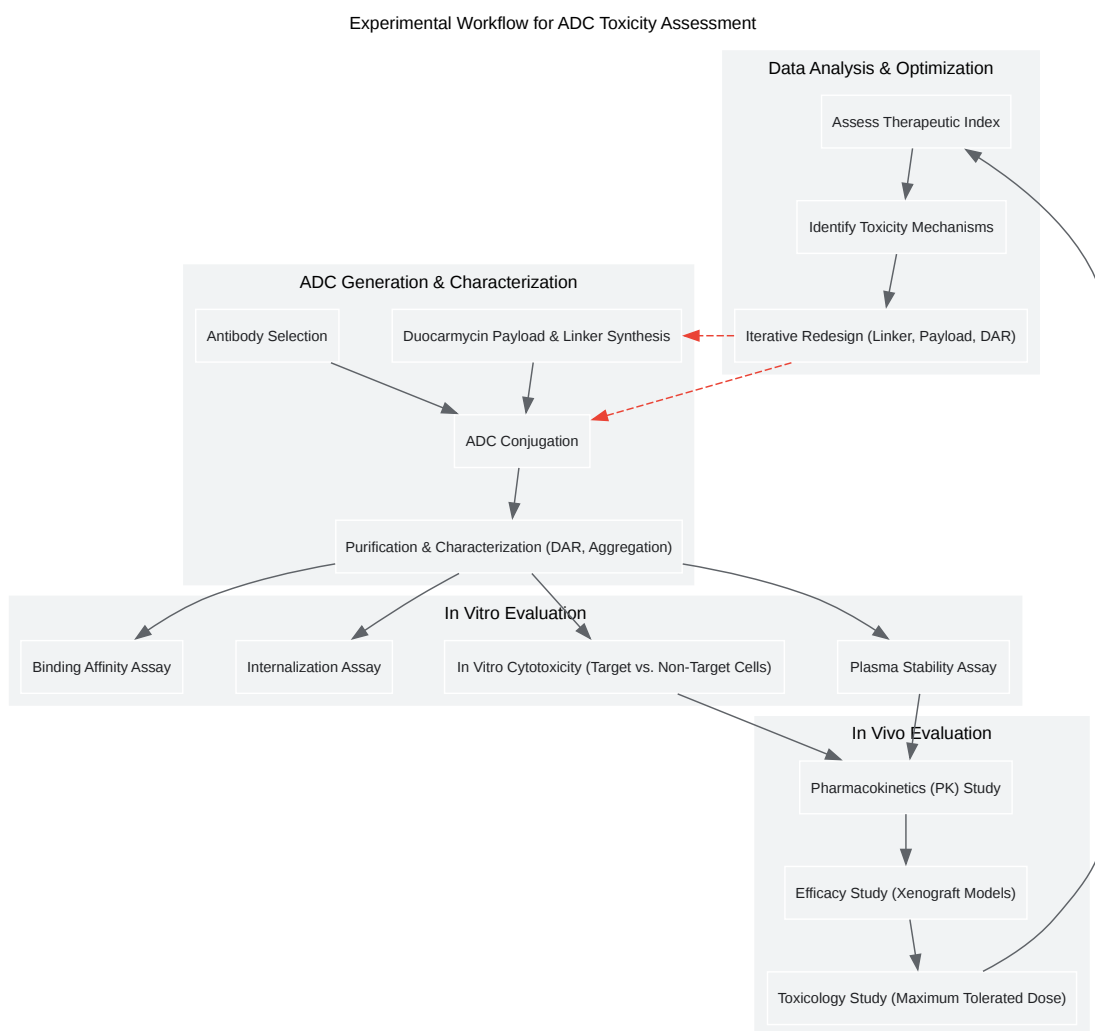 Experimental Workflow for ADC Toxicity Assessment
Data Analysis & Optimization
Assess Therapeutic Index
Identify Toxicity Mechanisms
Iterative Redesign (Linker, Payload, DAR)
ADC Generation & Characterization
Antibody Selection
Duocarmycin Payload & Linker Synthesis
ADC Conjugation
Purification & Characterization (DAR, Aggregation)
In Vitro Evaluation
Binding Affinity Assay
Internalization Assay
In Vitro Cytotoxicity (Target vs. Non-Target Cells)
Plasma Stability Assay
In Vivo Evaluation
Pharmacokinetics (PK) Study
Efficacy Study (Xenograft Models)
Toxicology Study (Maximum Tolerated Dose)